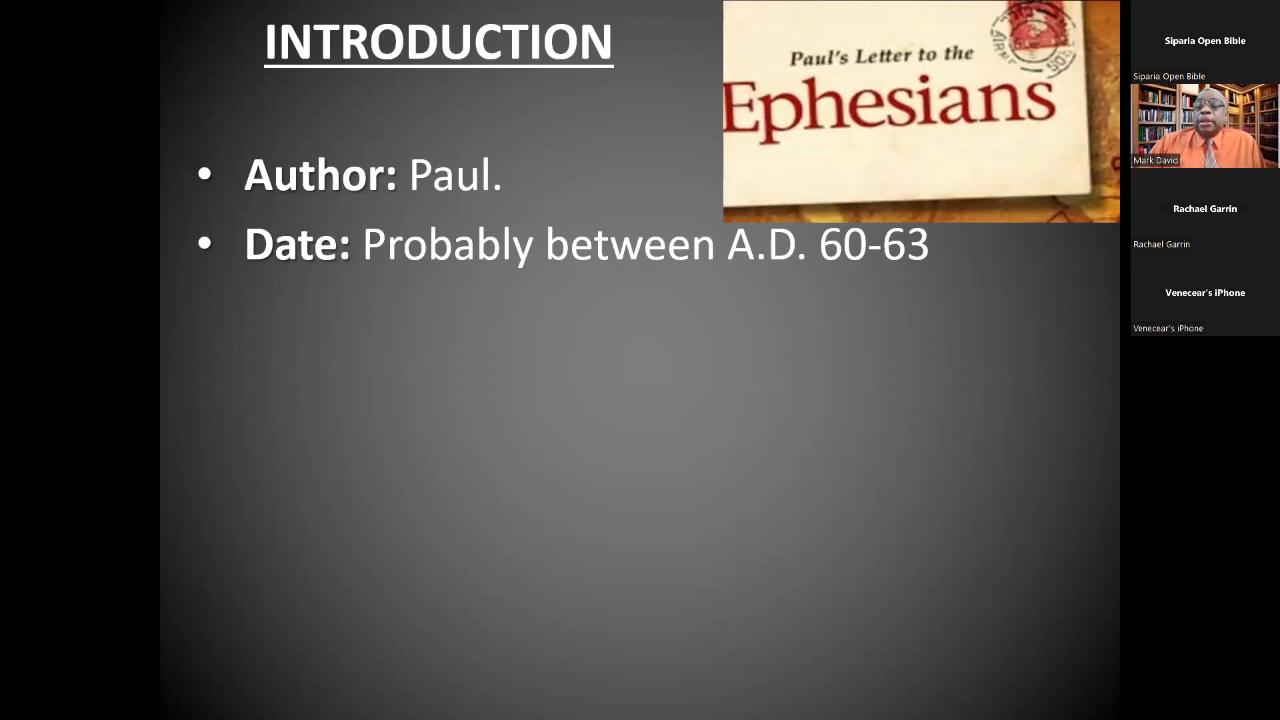 INTRODUCTION
Paul's Letter to the
Ephesians
• Author: Paul.
• Date: Probably between A.D. 60-63
Siparia Open Bible
Siparia Open Bible
Mark David
Rachael Garrin
Rachael Garrin
Venecear's iPhone
Venecear's iPhone